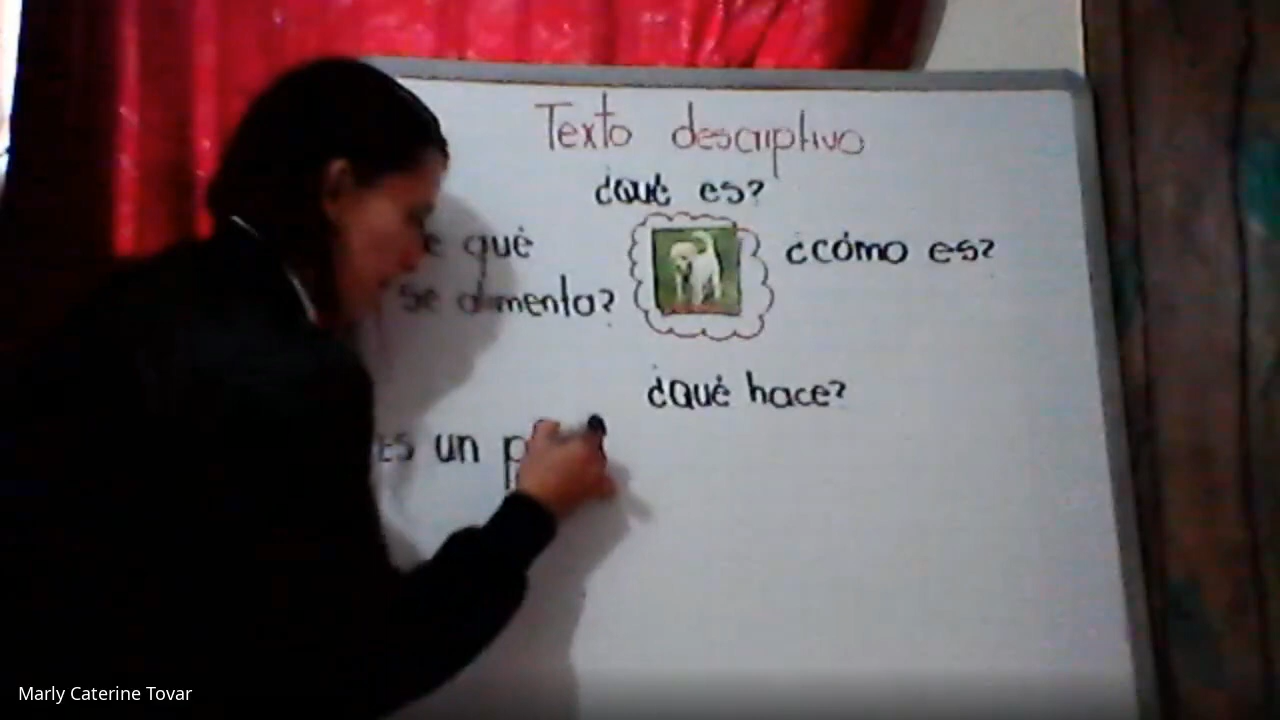 Texto descriptivo
¿Qué es?
e qué
¿cómo es?
se alimenta?
¿Qué hace?
es un p
Marly Caterine Tovar